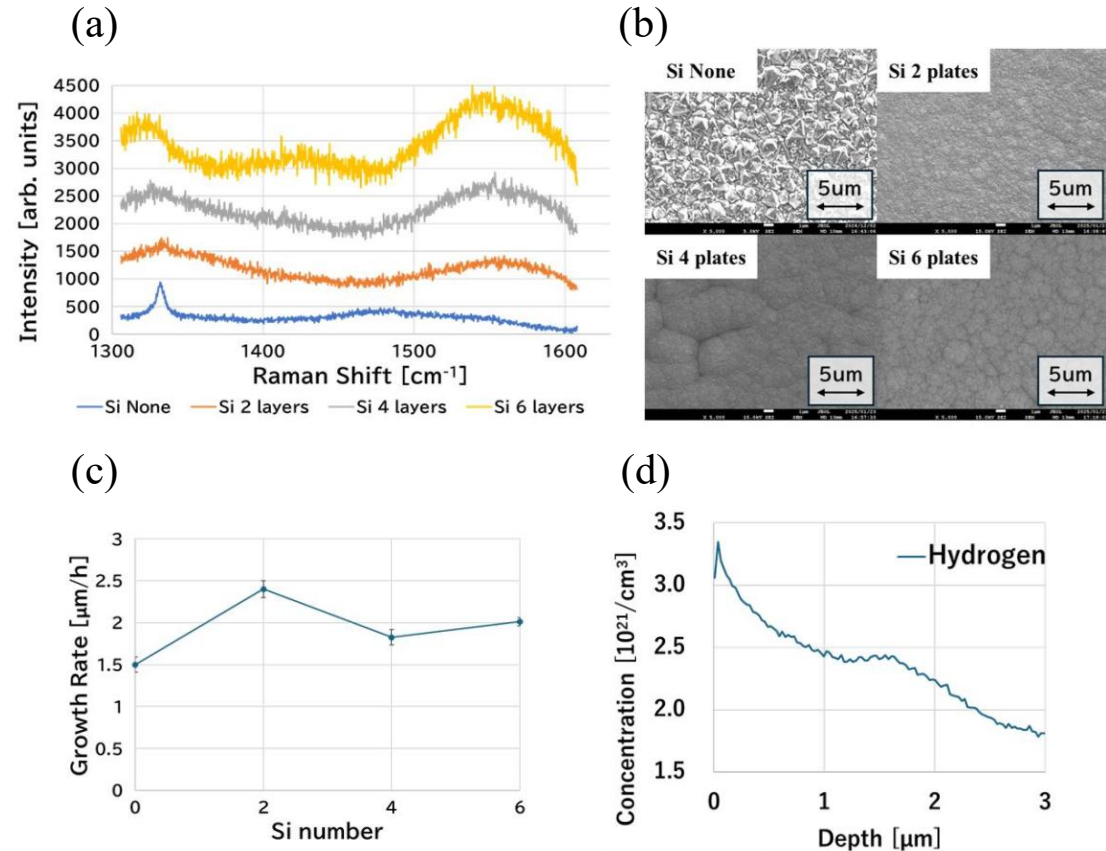 (a)
4500
4000
3500
3000
2500
2000
1500
1000
500
0
Intensity [arb. units]
1300 1400 1500 1600
Raman Shift [cm⁻¹]
Si None Si 2 layers Si 4 layers Si 6 layers
(b)
Si None
5um
Si 2 plates
5um
Si 4 plates
5um
Si 6 plates
5um
(c)
3
2.5
2
1.5
1
0.5
0
Growth Rate [μm/h]
0 2 4 6
Si number
(d)
3.5
3.0
2.5
2.0
1.5
Concentration [10²¹/cm³]
Hydrogen
0 1 2 3
Depth [μm]